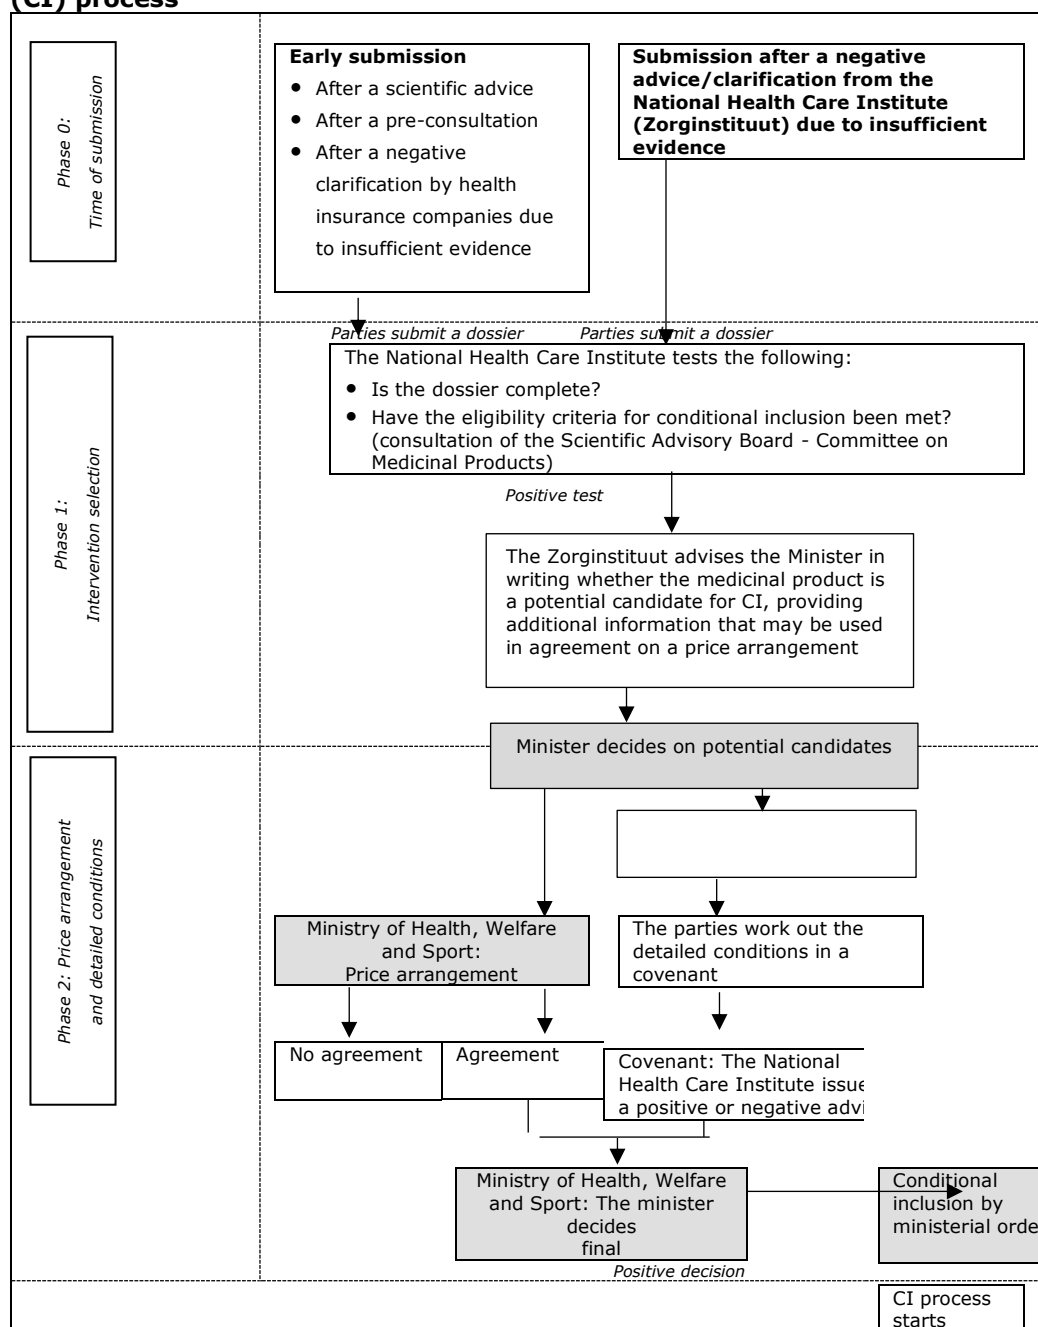 (CI) process
Phase 0:
Time of submission
Early submission
• After a scientific advice
• After a pre-consultation
• After a negative
clarification by health
insurance companies due
to insufficient evidence
Submission after a negative
advice/clarification from the
National Health Care Institute
(Zorginstituut) due to insufficient
evidence
Parties submit a dossier
Parties submit a dossier
Phase 1:
Intervention selection
The National Health Care Institute tests the following:
• Is the dossier complete?
• Have the eligibility criteria for conditional inclusion been met?
(consultation of the Scientific Advisory Board - Committee on
Medicinal Products)
Positive test
The Zorginstituut advises the Minister in
writing whether the medicinal product is
a potential candidate for CI, providing
additional information that may be used
in agreement on a price arrangement
Minister decides on potential candidates
Phase 2: Price arrangement
and detailed conditions
Ministry of Health, Welfare
and Sport:
Price arrangement
The parties work out the
detailed conditions in a
covenant
No agreement
Agreement
Covenant: The National
Health Care Institute issue
a positive or negative advi
Ministry of Health, Welfare
and Sport: The minister
decides
final
Conditional
inclusion by
ministerial orde
Positive decision
CI process
starts